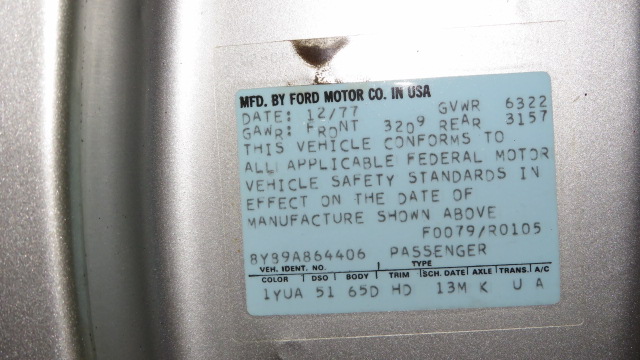 MFD. BY FORD MOTOR CO. IN USA
DATE: 12/77 GVWR 6322
GAWR: FRONT 3209 REAR 3157
THIS VEHICLE CONFORMS TO
ALL APPLICABLE FEDERAL MOTOR
VEHICLE SAFETY STANDARDS IN
EFFECT ON THE DATE OF
MANUFACTURE SHOWN ABOVE
F0079/R0105
8Y89A864406 PASSENGER
VEH. IDENT. NO. TYPE
COLOR DSO BODY TRIM SCH. DATE AXLE TRANS. A/C
1YUA 51 65D HD 13M K U A